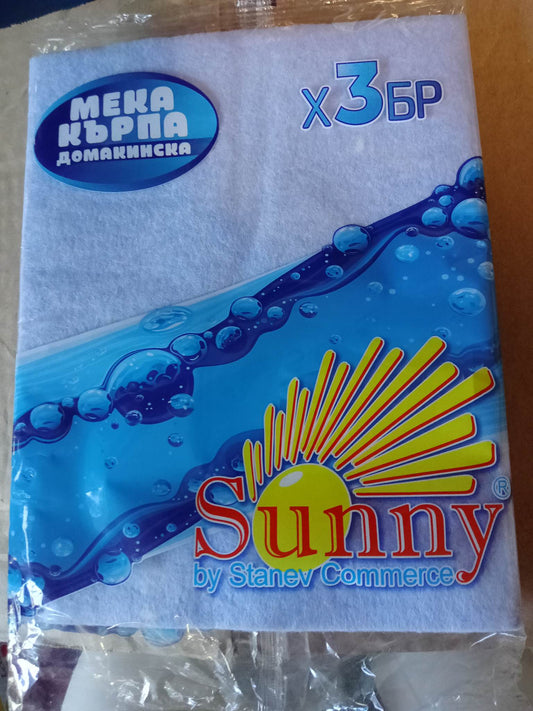 МЕКА
КЪРПА
ДОМАКИНСКА
X3БР
Sunny®
by Stanev Commerce